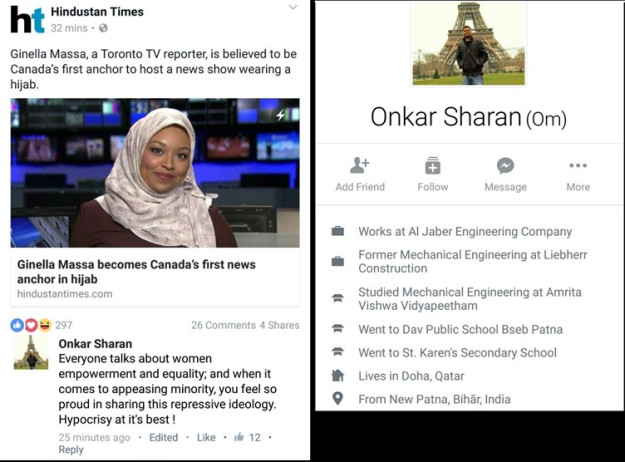 ht Hindustan Times
32 mins •
Ginella Massa, a Toronto TV reporter, is believed to be
Canada's first anchor to host a news show wearing a
hijab.
Ginella Massa becomes Canada's first news
anchor in hijab
hindustantimes.com
297 26 Comments 4 Shares
Onkar Sharan
Everyone talks about women
empowerment and equality; and when it
comes to appeasing minority, you feel so
proud in sharing this repressive ideology.
Hypocrisy at it's best !
25 minutes ago • Edited • Like • 12 •
Reply
Onkar Sharan (Om)
Add Friend Follow Message More
Works at Al Jaber Engineering Company
Former Mechanical Engineering at Liebherr
Construction
Studied Mechanical Engineering at Amrita
Vishwa Vidyapeetham
Went to Dav Public School Bseb Patna
Went to St. Karen's Secondary School
Lives in Doha, Qatar
From New Patna, Bihār, India